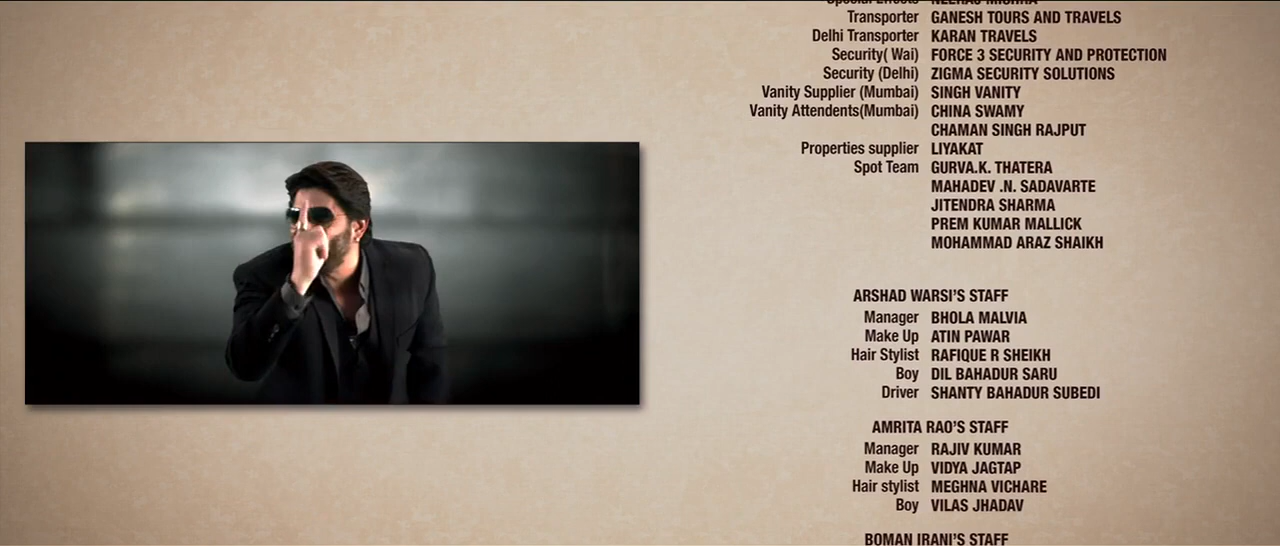 Special Effects NEERAJ MISHRA
Transporter GANESH TOURS AND TRAVELS
Delhi Transporter KARAN TRAVELS
Security( Wai) FORCE 3 SECURITY AND PROTECTION
Security (Delhi) ZIGMA SECURITY SOLUTIONS
Vanity Supplier (Mumbai) SINGH VANITY
Vanity Attendents(Mumbai) CHINA SWAMY
CHAMAN SINGH RAJPUT
Properties supplier LIYAKAT
Spot Team GURVA.K. THATERA
MAHADEV .N. SADAVARTE
JITENDRA SHARMA
PREM KUMAR MALLICK
MOHAMMAD ARAZ SHAIKH
ARSHAD WARSI'S STAFF
Manager BHOLA MALVIA
Make Up ATIN PAWAR
Hair Stylist RAFIQUE R SHEIKH
Boy DIL BAHADUR SARU
Driver SHANTY BAHADUR SUBEDI
AMRITA RAO'S STAFF
Manager RAJIV KUMAR
Make Up VIDYA JAGTAP
Hair stylist MEGHNA VICHARE
Boy VILAS JHADAV
BOMAN IRANI'S STAFF